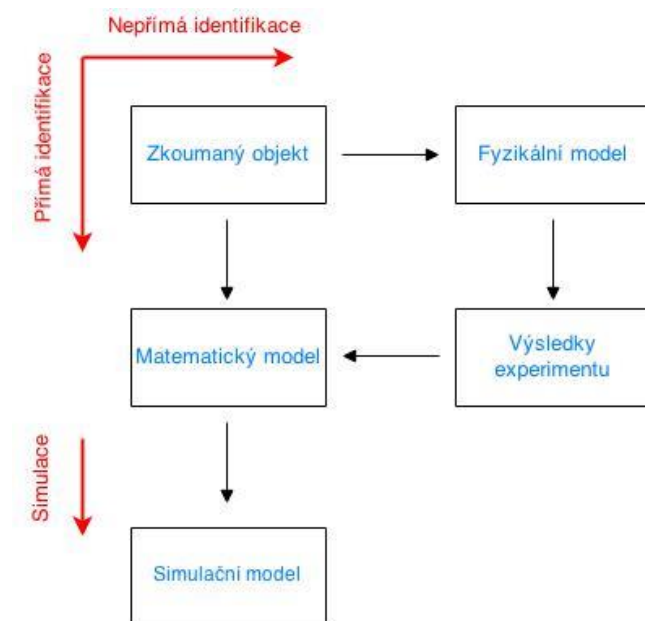 Nepřímá identifikace
Přímá identifikace
Zkoumaný objekt
Fyzikální model
Matematický model
Výsledky
experimentu
Simulace
Simulační model